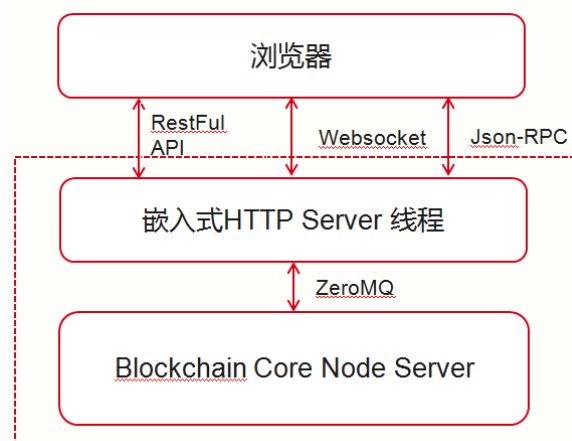 浏览器
RestFul
API
Websocket
Json-RPC
嵌入式HTTP Server 线程
ZeroMQ
Blockchain Core Node Server